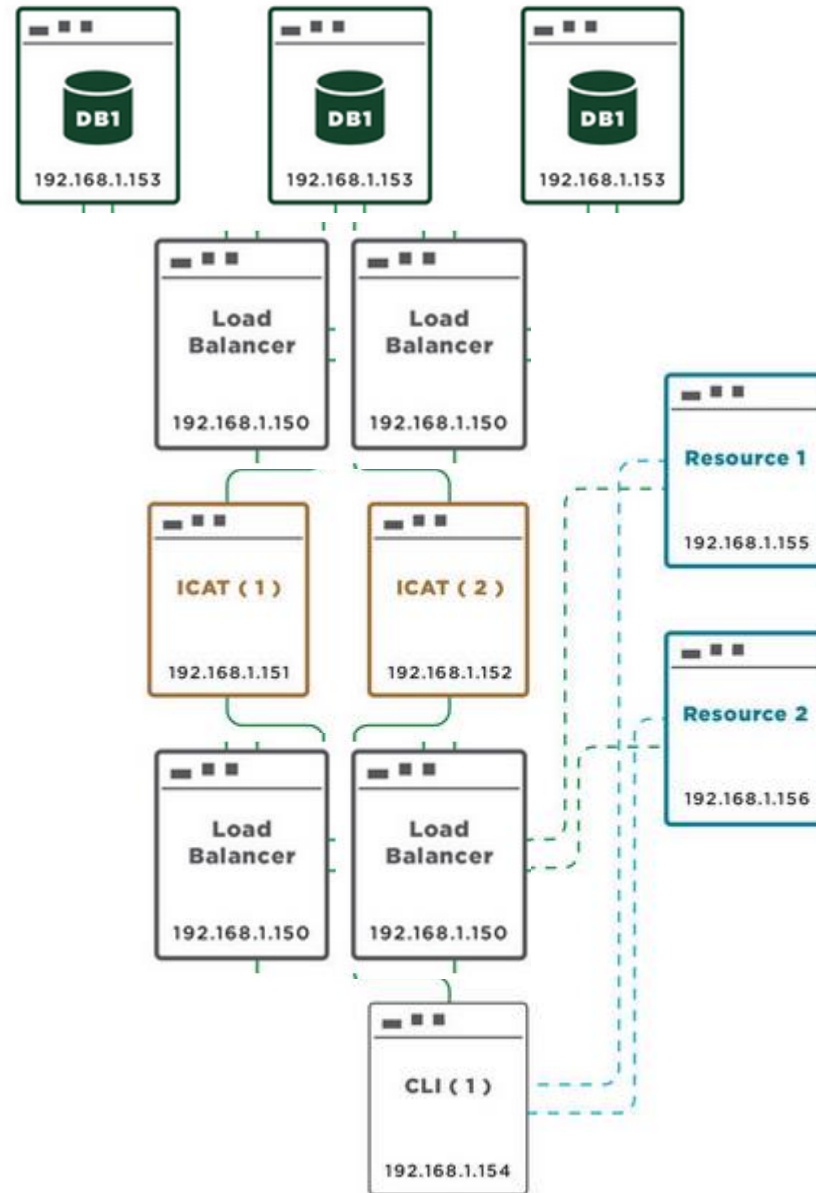 DB1
192.168.1.153
DB1
192.168.1.153
DB1
192.168.1.153
Load
Balancer
192.168.1.150
Load
Balancer
192.168.1.150
Resource 1
192.168.1.155
ICAT ( 1 )
192.168.1.151
ICAT ( 2 )
192.168.1.152
Resource 2
192.168.1.156
Load
Balancer
192.168.1.150
Load
Balancer
192.168.1.150
CLI ( 1 )
192.168.1.154